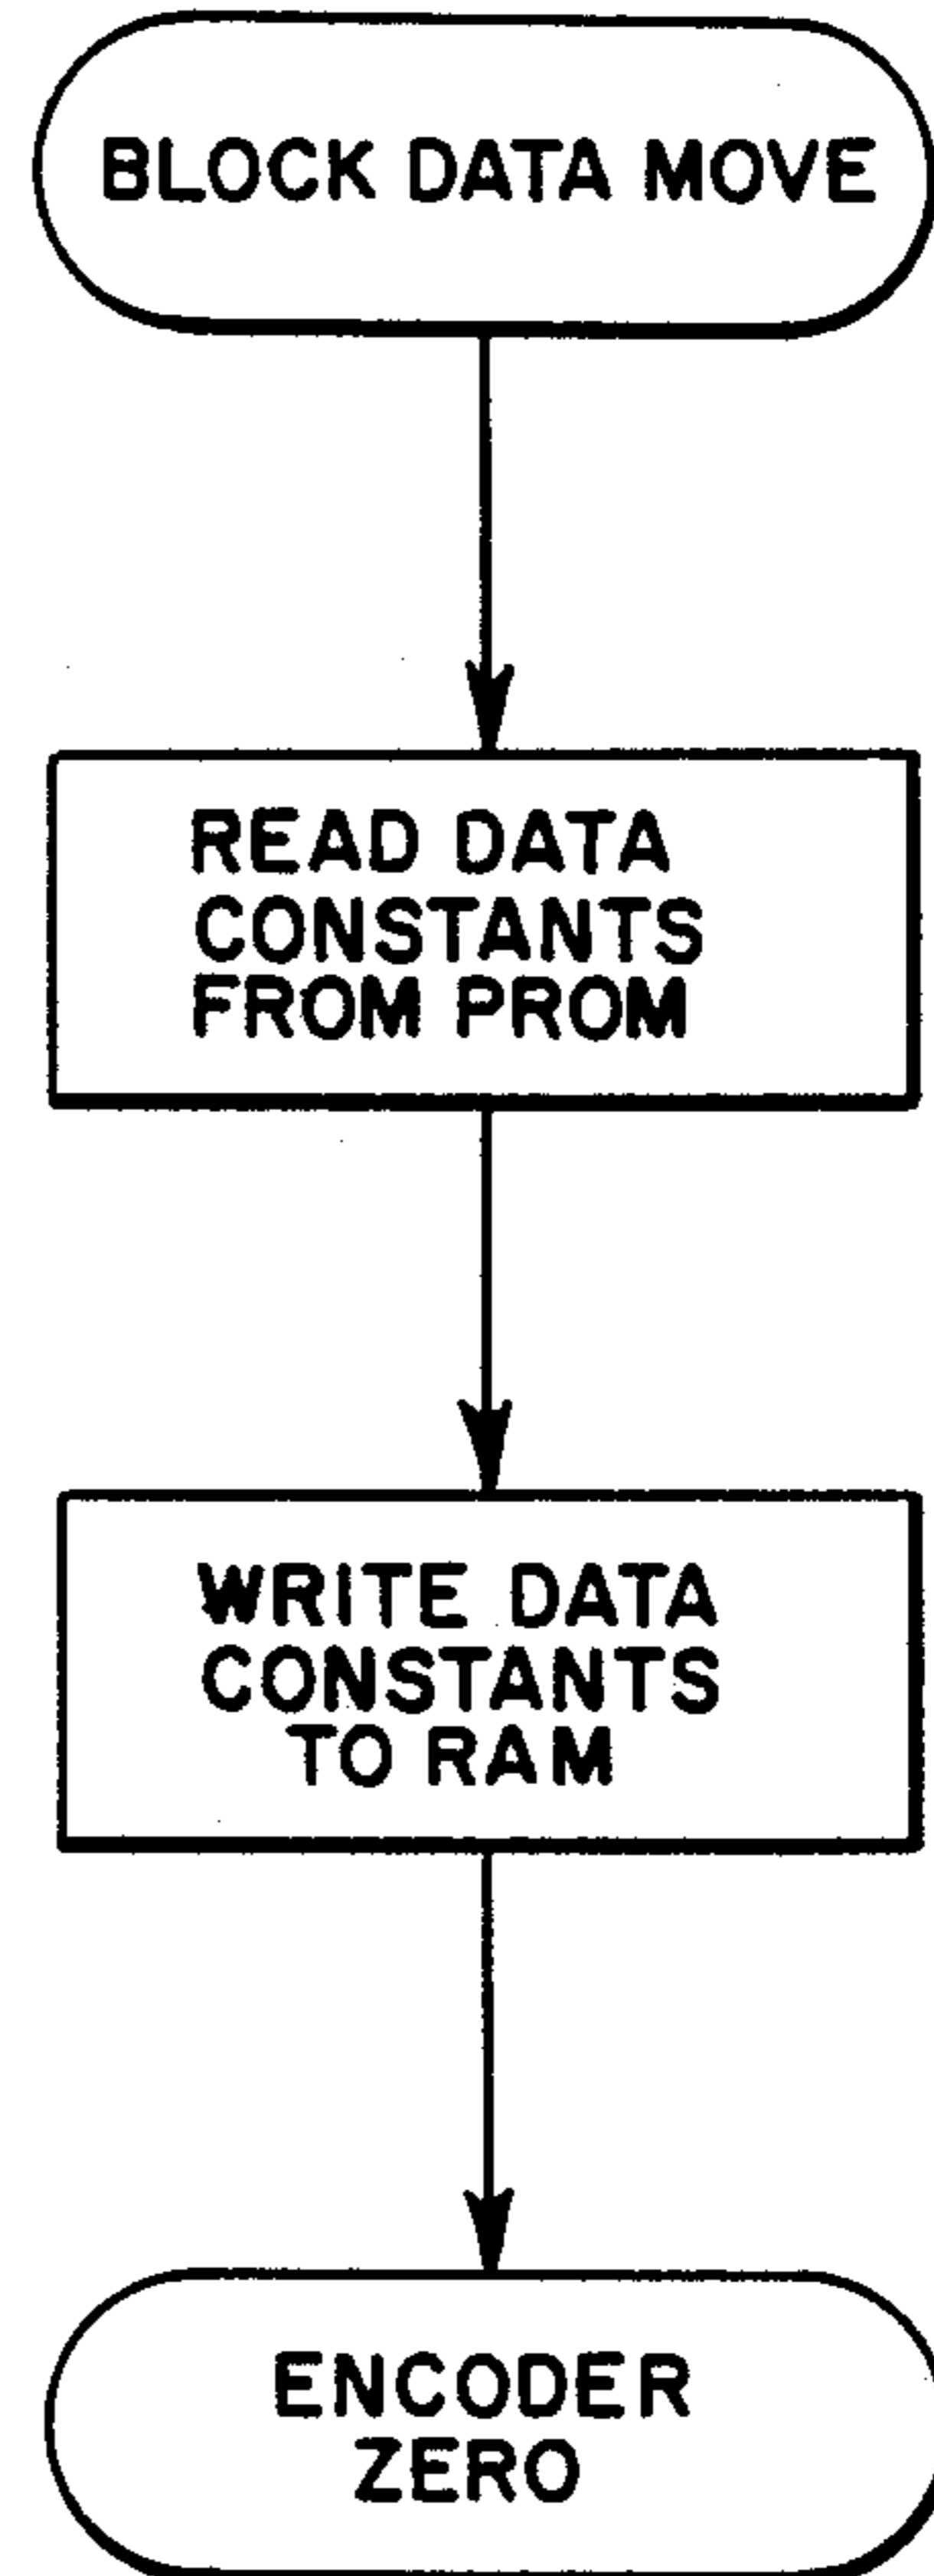 BLOCK DATA MOVE
READ DATA
CONSTANTS
FROM PROM
WRITE DATA
CONSTANTS
TO RAM
ENCODER
ZERO